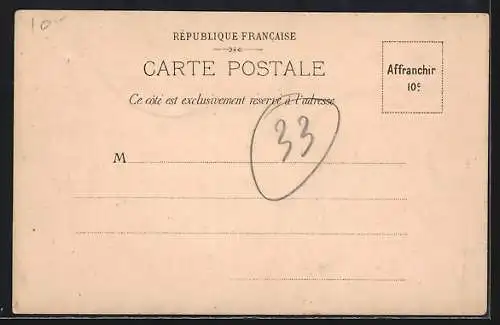 10-
RÉPUBLIQUE FRANÇAISE
CARTE POSTALE
Affranchir
10c
Ce côté est exclusivement réservé à l'adresse
33
M